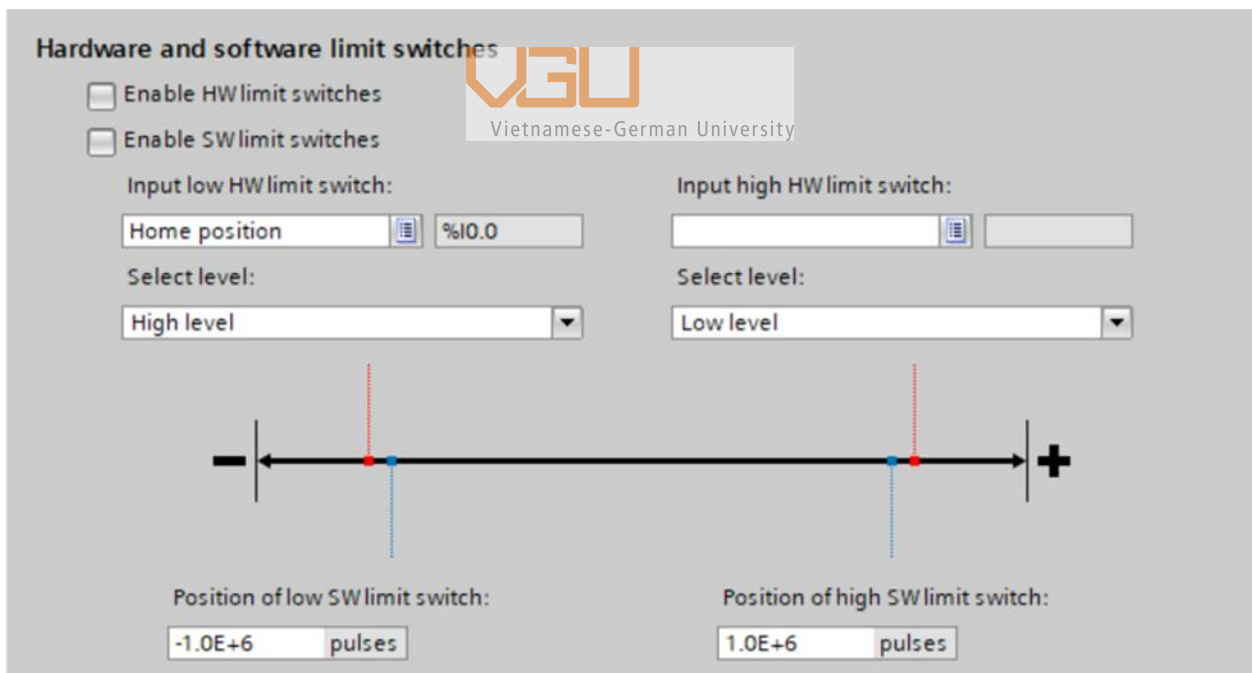 Hardware and software limit switches
VGU
Vietnamese-German University
Enable HW limit switches
Enable SW limit switches
Input low HW limit switch:
Input high HW limit switch:
Home position
%I0.0
Select level:
Select level:
High level
Low level
Position of low SW limit switch:
Position of high SW limit switch:
-1.0E+6 pulses
1.0E+6 pulses